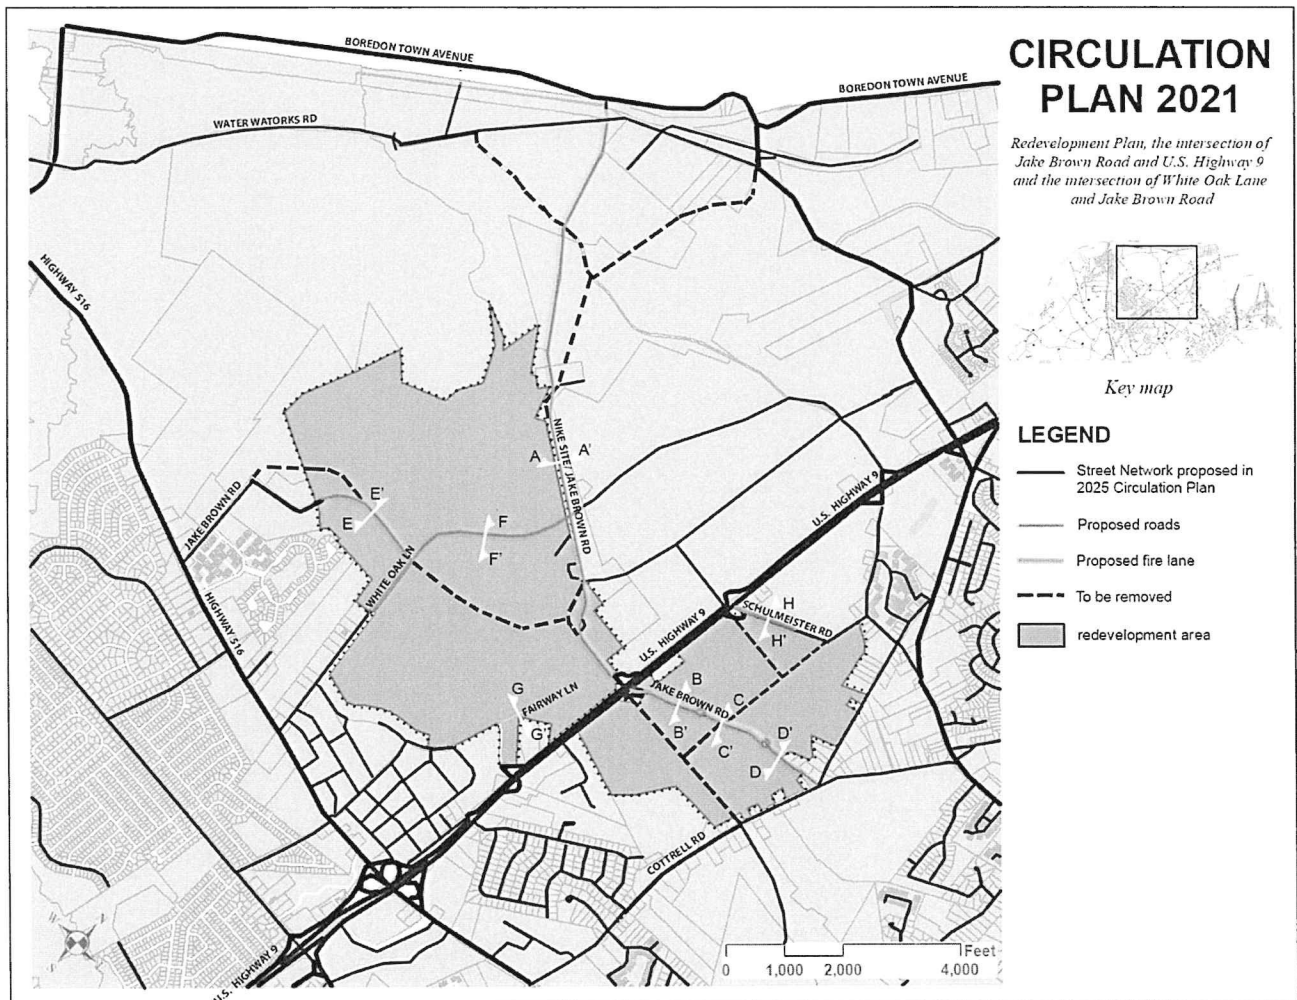 CIRCULATION
PLAN 2021
Redevelopment Plan, the intersection of
Jake Brown Road and U.S. Highway 9
and the intersection of White Oak Lane
and Jake Brown Road
Key map
LEGEND
Street Network proposed in
2025 Circulation Plan
Proposed roads
Proposed fire lane
To be removed
redevelopment area
BOREDON TOWN AVENUE
BOREDON TOWN AVENUE
WATER WATORKS RD
HIGHWAY 516
NIKE SITE/ JAKE BROWN RD
A
A'
U.S. HIGHWAY 9
JAKE BROWN RD
E'
E
F
F'
WHITE OAK LN
HIGHWAY 516
H
SCHULMEISTER RD
H'
U.S. HIGHWAY 9
B
JAKE BROWN RD
C
B'
C'
D'
D
G
FAIRWAY LN
G'
COTTRELL RD
U.S. HIGHWAY 9
Feet
0
1,000
2,000
4,000